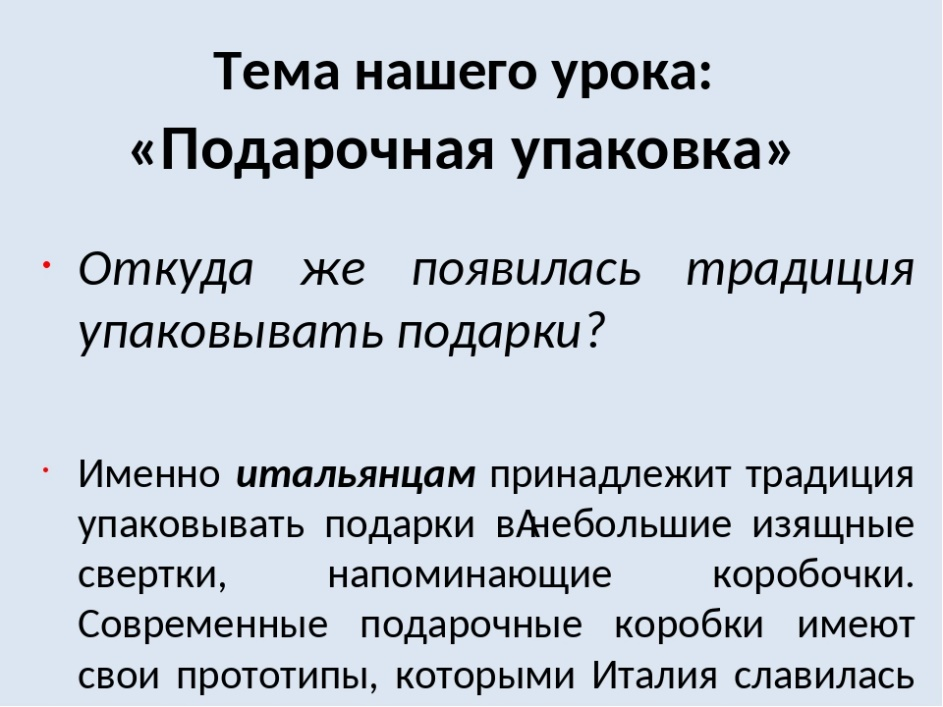 Тема нашего урока:
«Подарочная упаковка»
• Откуда же появилась традиция
упаковывать подарки?
• Именно итальянцам принадлежит традиция
упаковывать подарки вАнебольшие изящные
свертки, напоминающие коробочки.
Современные подарочные коробки имеют
свои прототипы, которыми Италия славилась